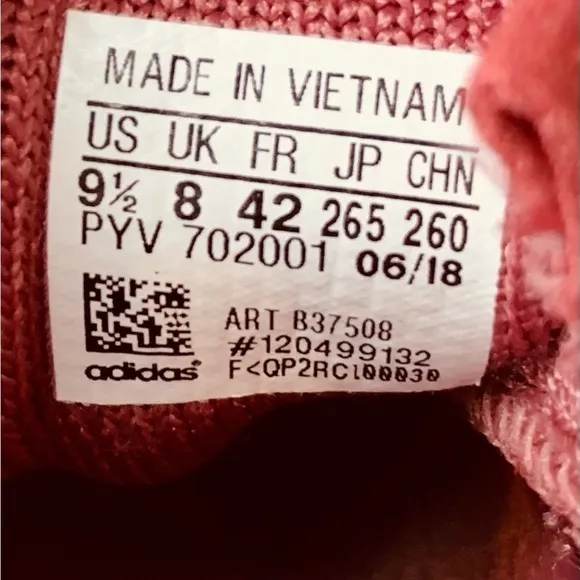 MADE IN VIETNAM
US UK FR JP CHN
9½ 8 42 265 260
PYV 702001 06/18
ART B37508
#120499132
adidas F<QP2RCl00030